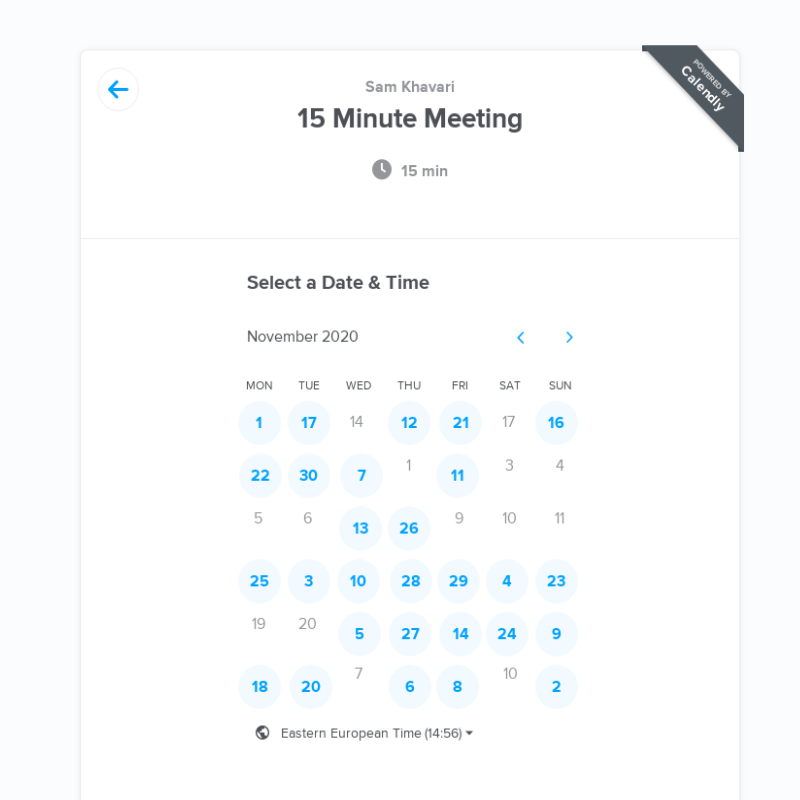 POWERED BY
Calendly
Sam Khavari
15 Minute Meeting
15 min
Select a Date & Time
November 2020
MON TUE WED THU FRI SAT SUN
1 17 14 12 21 17 16
22 30 7 1 11 3 4
5 6 13 26 9 10 11
25 3 10 28 29 4 23
19 20 5 27 14 24 9
18 20 7 6 8 10 2
Eastern European Time (14:56)